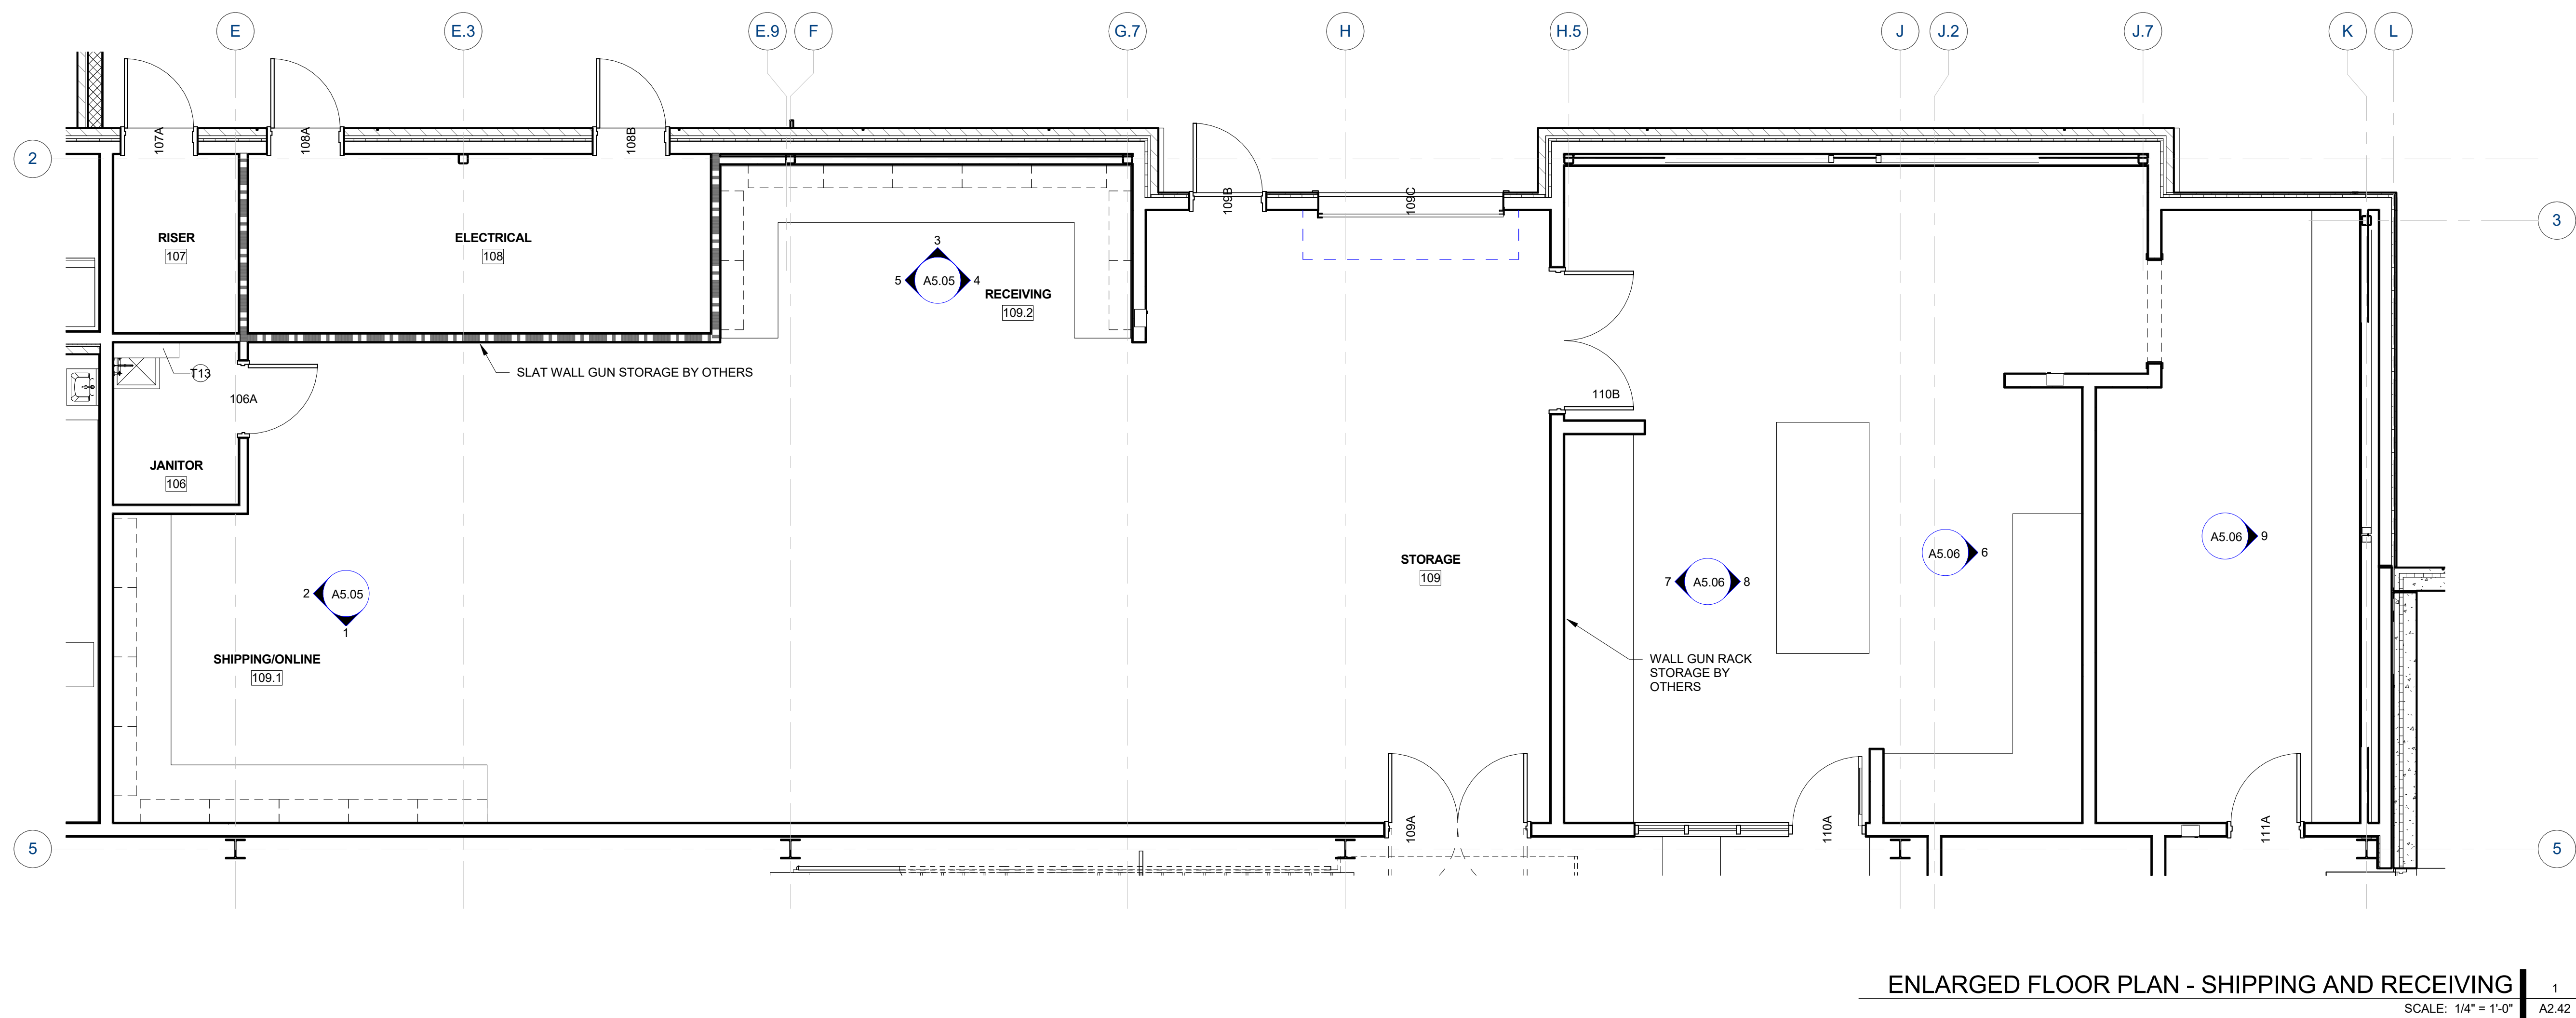 E E.3 E.9 F G.7 H H.5 J J.2 J.7 K L
107A 108A 108B
2 2
109B 109C
3
RISER
107
ELECTRICAL
108
3
5 A5.05 4
RECEIVING
109.2
T13
SLAT WALL GUN STORAGE BY OTHERS
106A
110B
JANITOR
106
STORAGE
109
A5.06 9
A5.06 6
7 A5.06 8
2 A5.05
1
SHIPPING/ONLINE
109.1
WALL GUN RACK
STORAGE BY
OTHERS
109A 110A 111A
5 5
ENLARGED FLOOR PLAN - SHIPPING AND RECEIVING 1
SCALE: 1/4" = 1'-0" A2.42